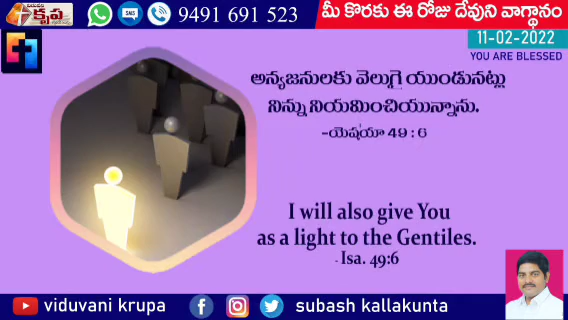 కృప
SMS
9491 691 523
మీ కొరకు ఈ రోజు దేవుని వాగ్థానం
11-02-2022
YOU ARE BLESSED
అన్యజనులకు వెలుగై యుండునట్లు
నిన్ను నియమించియున్నాను.
-యెషయా 49 : 6
I will also give You
as a light to the Gentiles.
- Isa. 49:6
viduvani krupa
subash kallakunta